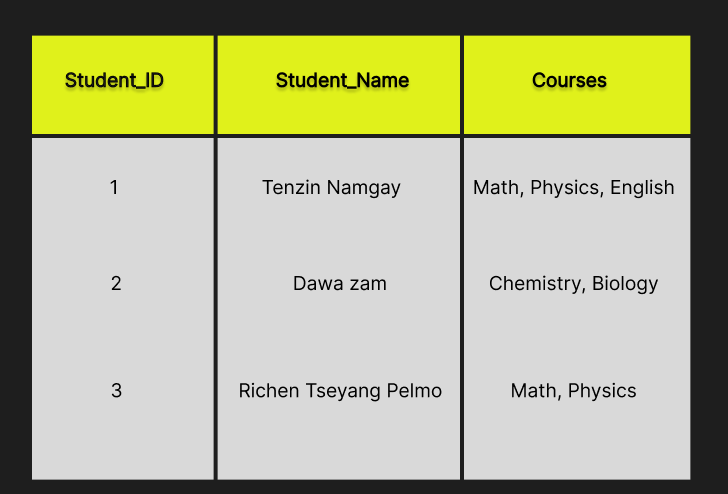 Student_ID Student_Name Courses
1 Tenzin Namgay Math, Physics, English
2 Dawa zam Chemistry, Biology
3 Richen Tseyang Pelmo Math, Physics